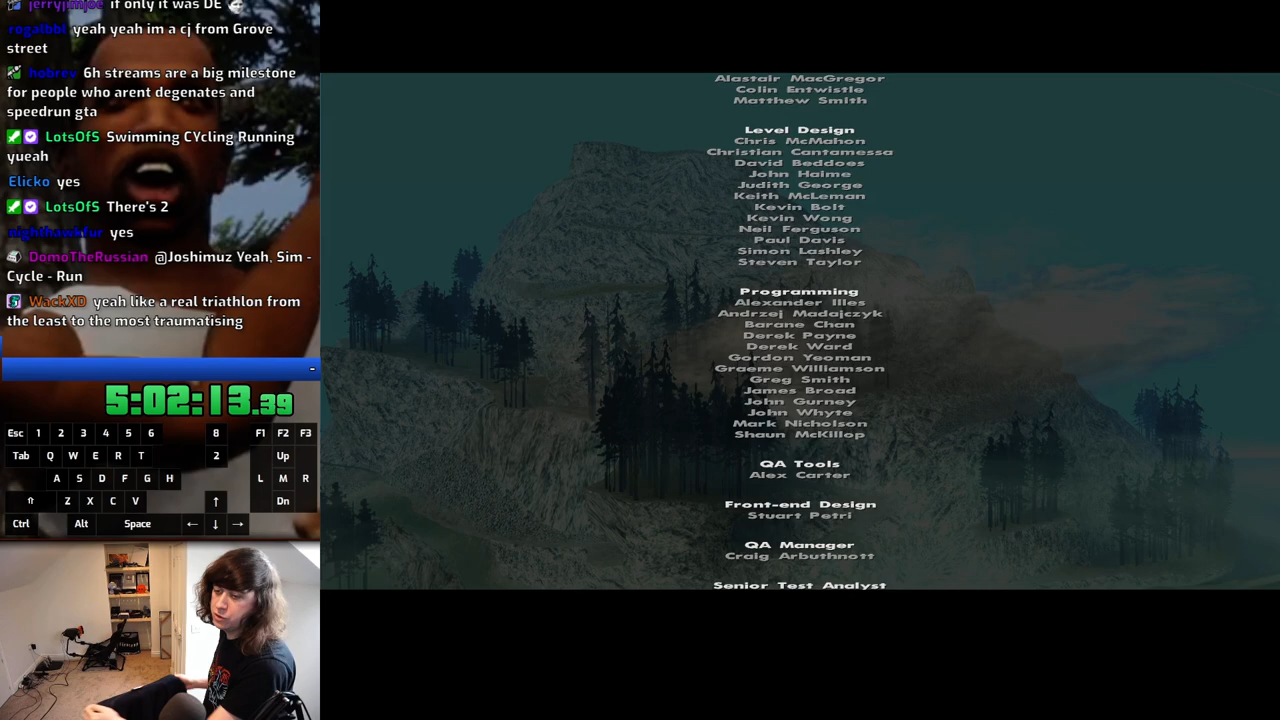 jerryjimjoe if only it was DE
rogalbbl yeah yeah im a cj from Grove
street
hobrev 6h streams are a big milestone
for people who arent degenates and
speedrun gta
LotsOfS Swimming CYcling Running
yueah
Elicko yes
LotsOfS There's 2
nighthawkfur yes
DomoTheRussian @Joshimuz Yeah, Sim -
Cycle - Run
WackXD yeah like a real triathlon from
the least to the most traumatising
-
5:02:13.39
Esc 1 2 3 4 5 6 8 F1 F2 F3
Tab Q W E R T 2 Up
A S D F G H L M R
⇧ Z X C V ↑ Dn
Ctrl Alt Space ← ↓ →
Alastair MacGregor
Colin Entwistle
Matthew Smith
Level Design
Chris McMahon
Christian Cantamessa
David Beddoes
John Haime
Judith George
Keith McLeman
Kevin Bolt
Kevin Wong
Neil Ferguson
Paul Davis
Simon Lashley
Steven Taylor
Programming
Alexander Illes
Andrzej Madajczyk
Barane Chan
Derek Payne
Derek Ward
Gordon Yeoman
Graeme Williamson
Greg Smith
James Broad
John Gurney
John Whyte
Mark Nicholson
Shaun McKillop
QA Tools
Alex Carter
Front-end Design
Stuart Petri
QA Manager
Craig Arbuthnott
Senior Test Analyst